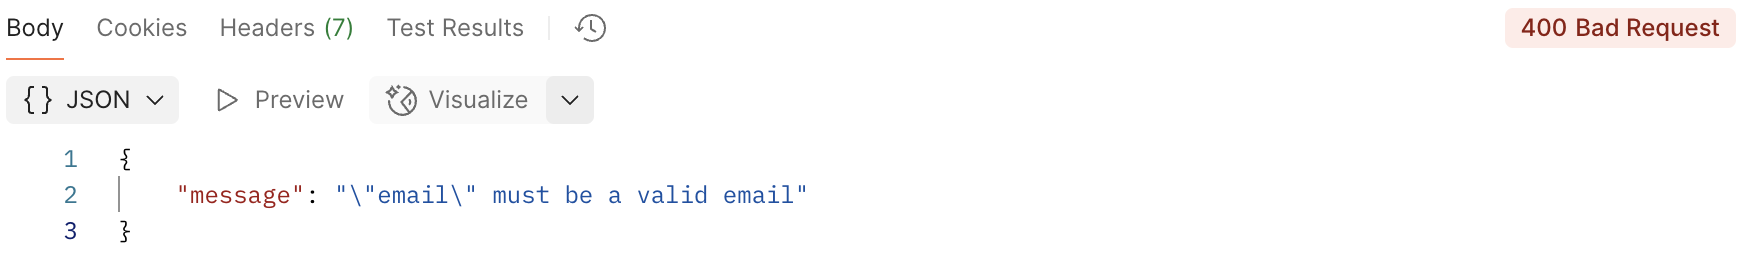 Body Cookies Headers (7) Test Results 400 Bad Request
{} JSON Preview Visualize
1 {
2 "message": "\"email\" must be a valid email"
3 }